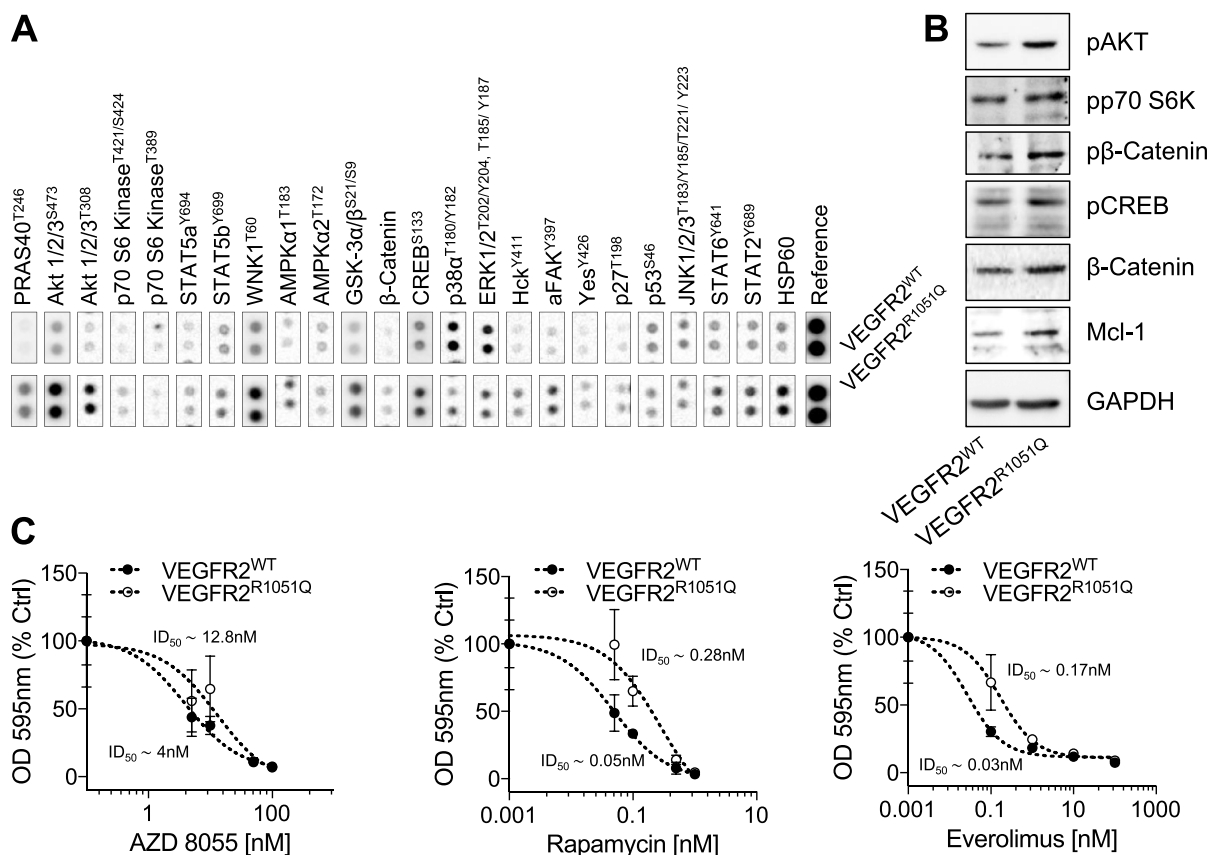 A
PRAS40T246
Akt 1/2/3S473
Akt 1/2/3T308
p70 S6 KinaseT421/S424
p70 S6 KinaseT389
STAT5aY694
STAT5bY699
WNK1T60
AMPKα1T183
AMPKα2T172
GSK-3α/βS21/S9
β-Catenin
CREBS133
p38αT180/Y182
ERK1/2T202/Y204, T185/ Y187
HckY411
aFAKY397
YesY426
p27T198
p53S46
JNK1/2/3T183/Y185/T221/ Y223
STAT6Y641
STAT2Y689
HSP60
Reference
VEGFR2WT
VEGFR2R1051Q
B
pAKT
pp70 S6K
pβ-Catenin
pCREB
β-Catenin
Mcl-1
GAPDH
VEGFR2WT
VEGFR2R1051Q
C
VEGFR2WT
VEGFR2R1051Q
150
100
50
0
OD 595nm (% Ctrl)
ID50 ~ 12.8nM
ID50 ~ 4nM
1 100
AZD 8055 [nM]
VEGFR2WT
VEGFR2R1051Q
150
100
50
0
OD 595nm (% Ctrl)
ID50 ~ 0.28nM
ID50 ~ 0.05nM
0.001 0.1 10
Rapamycin [nM]
VEGFR2WT
VEGFR2R1051Q
150
100
50
0
OD 595nm (% Ctrl)
ID50 ~ 0.17nM
ID50 ~ 0.03nM
0.001 0.1 10 1000
Everolimus [nM]